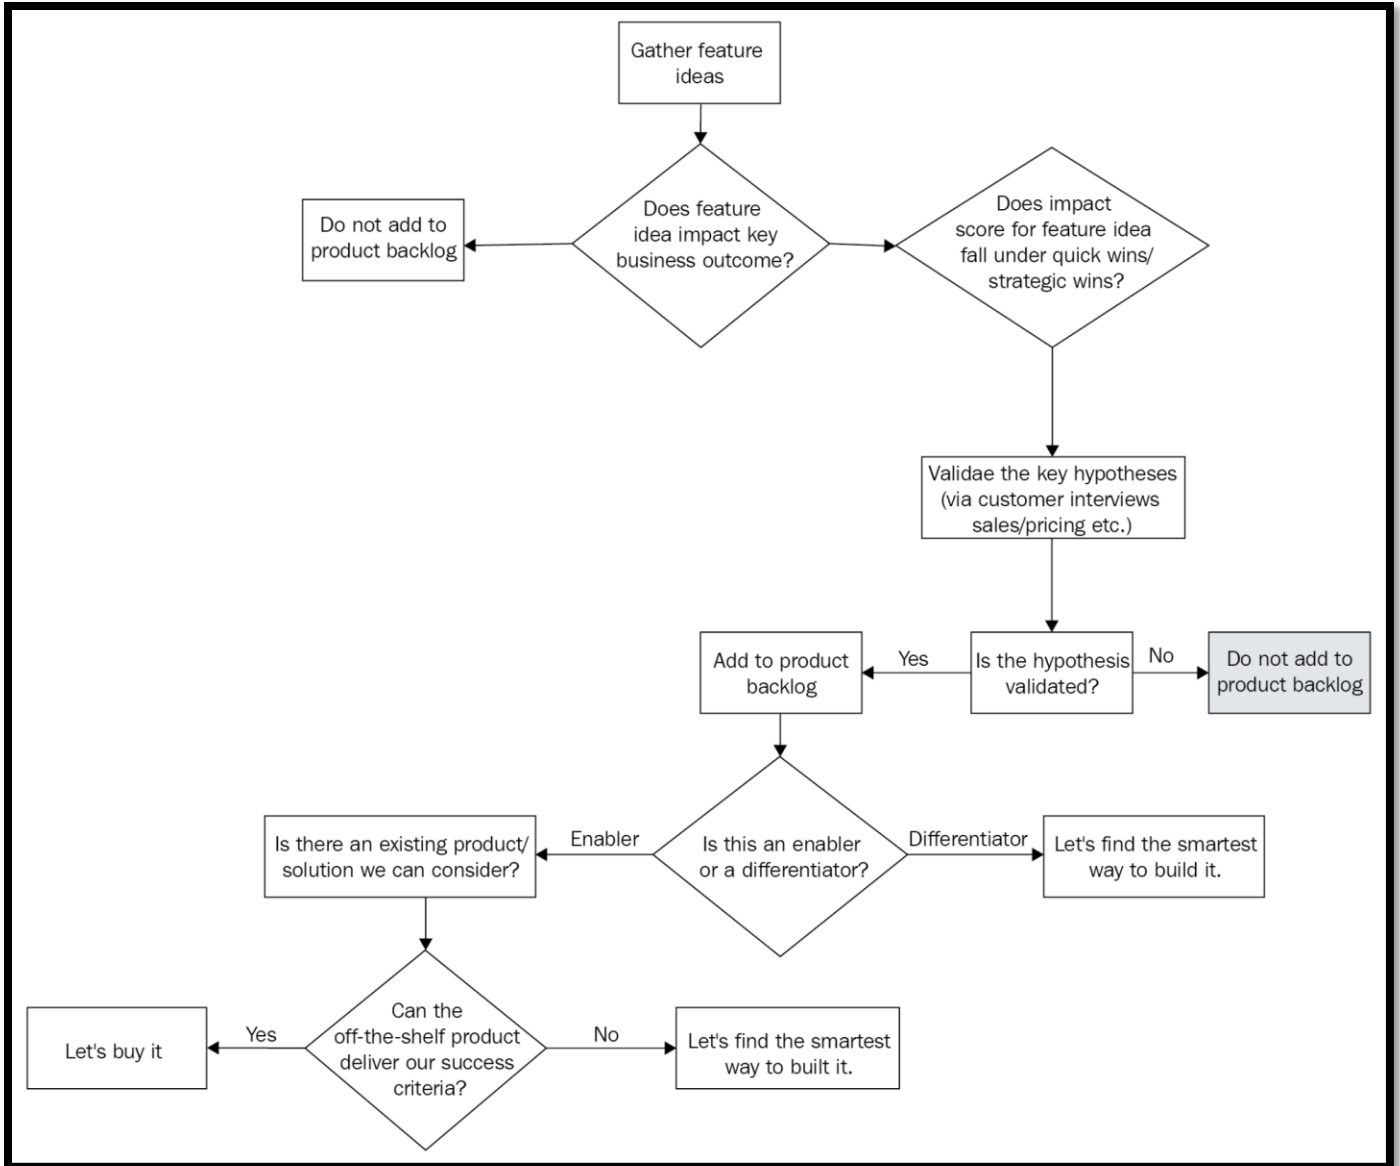 Gather feature
ideas
Do not add to
product backlog
Does feature
idea impact key
business outcome?
Does impact
score for feature idea
fall under quick wins/
strategic wins?
Validae the key hypotheses
(via customer interviews
sales/pricing etc.)
Add to product
backlog
Yes
Is the hypothesis
validated?
No
Do not add to
product backlog
Is there an existing product/
solution we can consider?
Enabler
Is this an enabler
or a differentiator?
Differentiator
Let's find the smartest
way to build it.
Let's buy it
Yes
Can the
off-the-shelf product
deliver our success
criteria?
No
Let's find the smartest
way to built it.